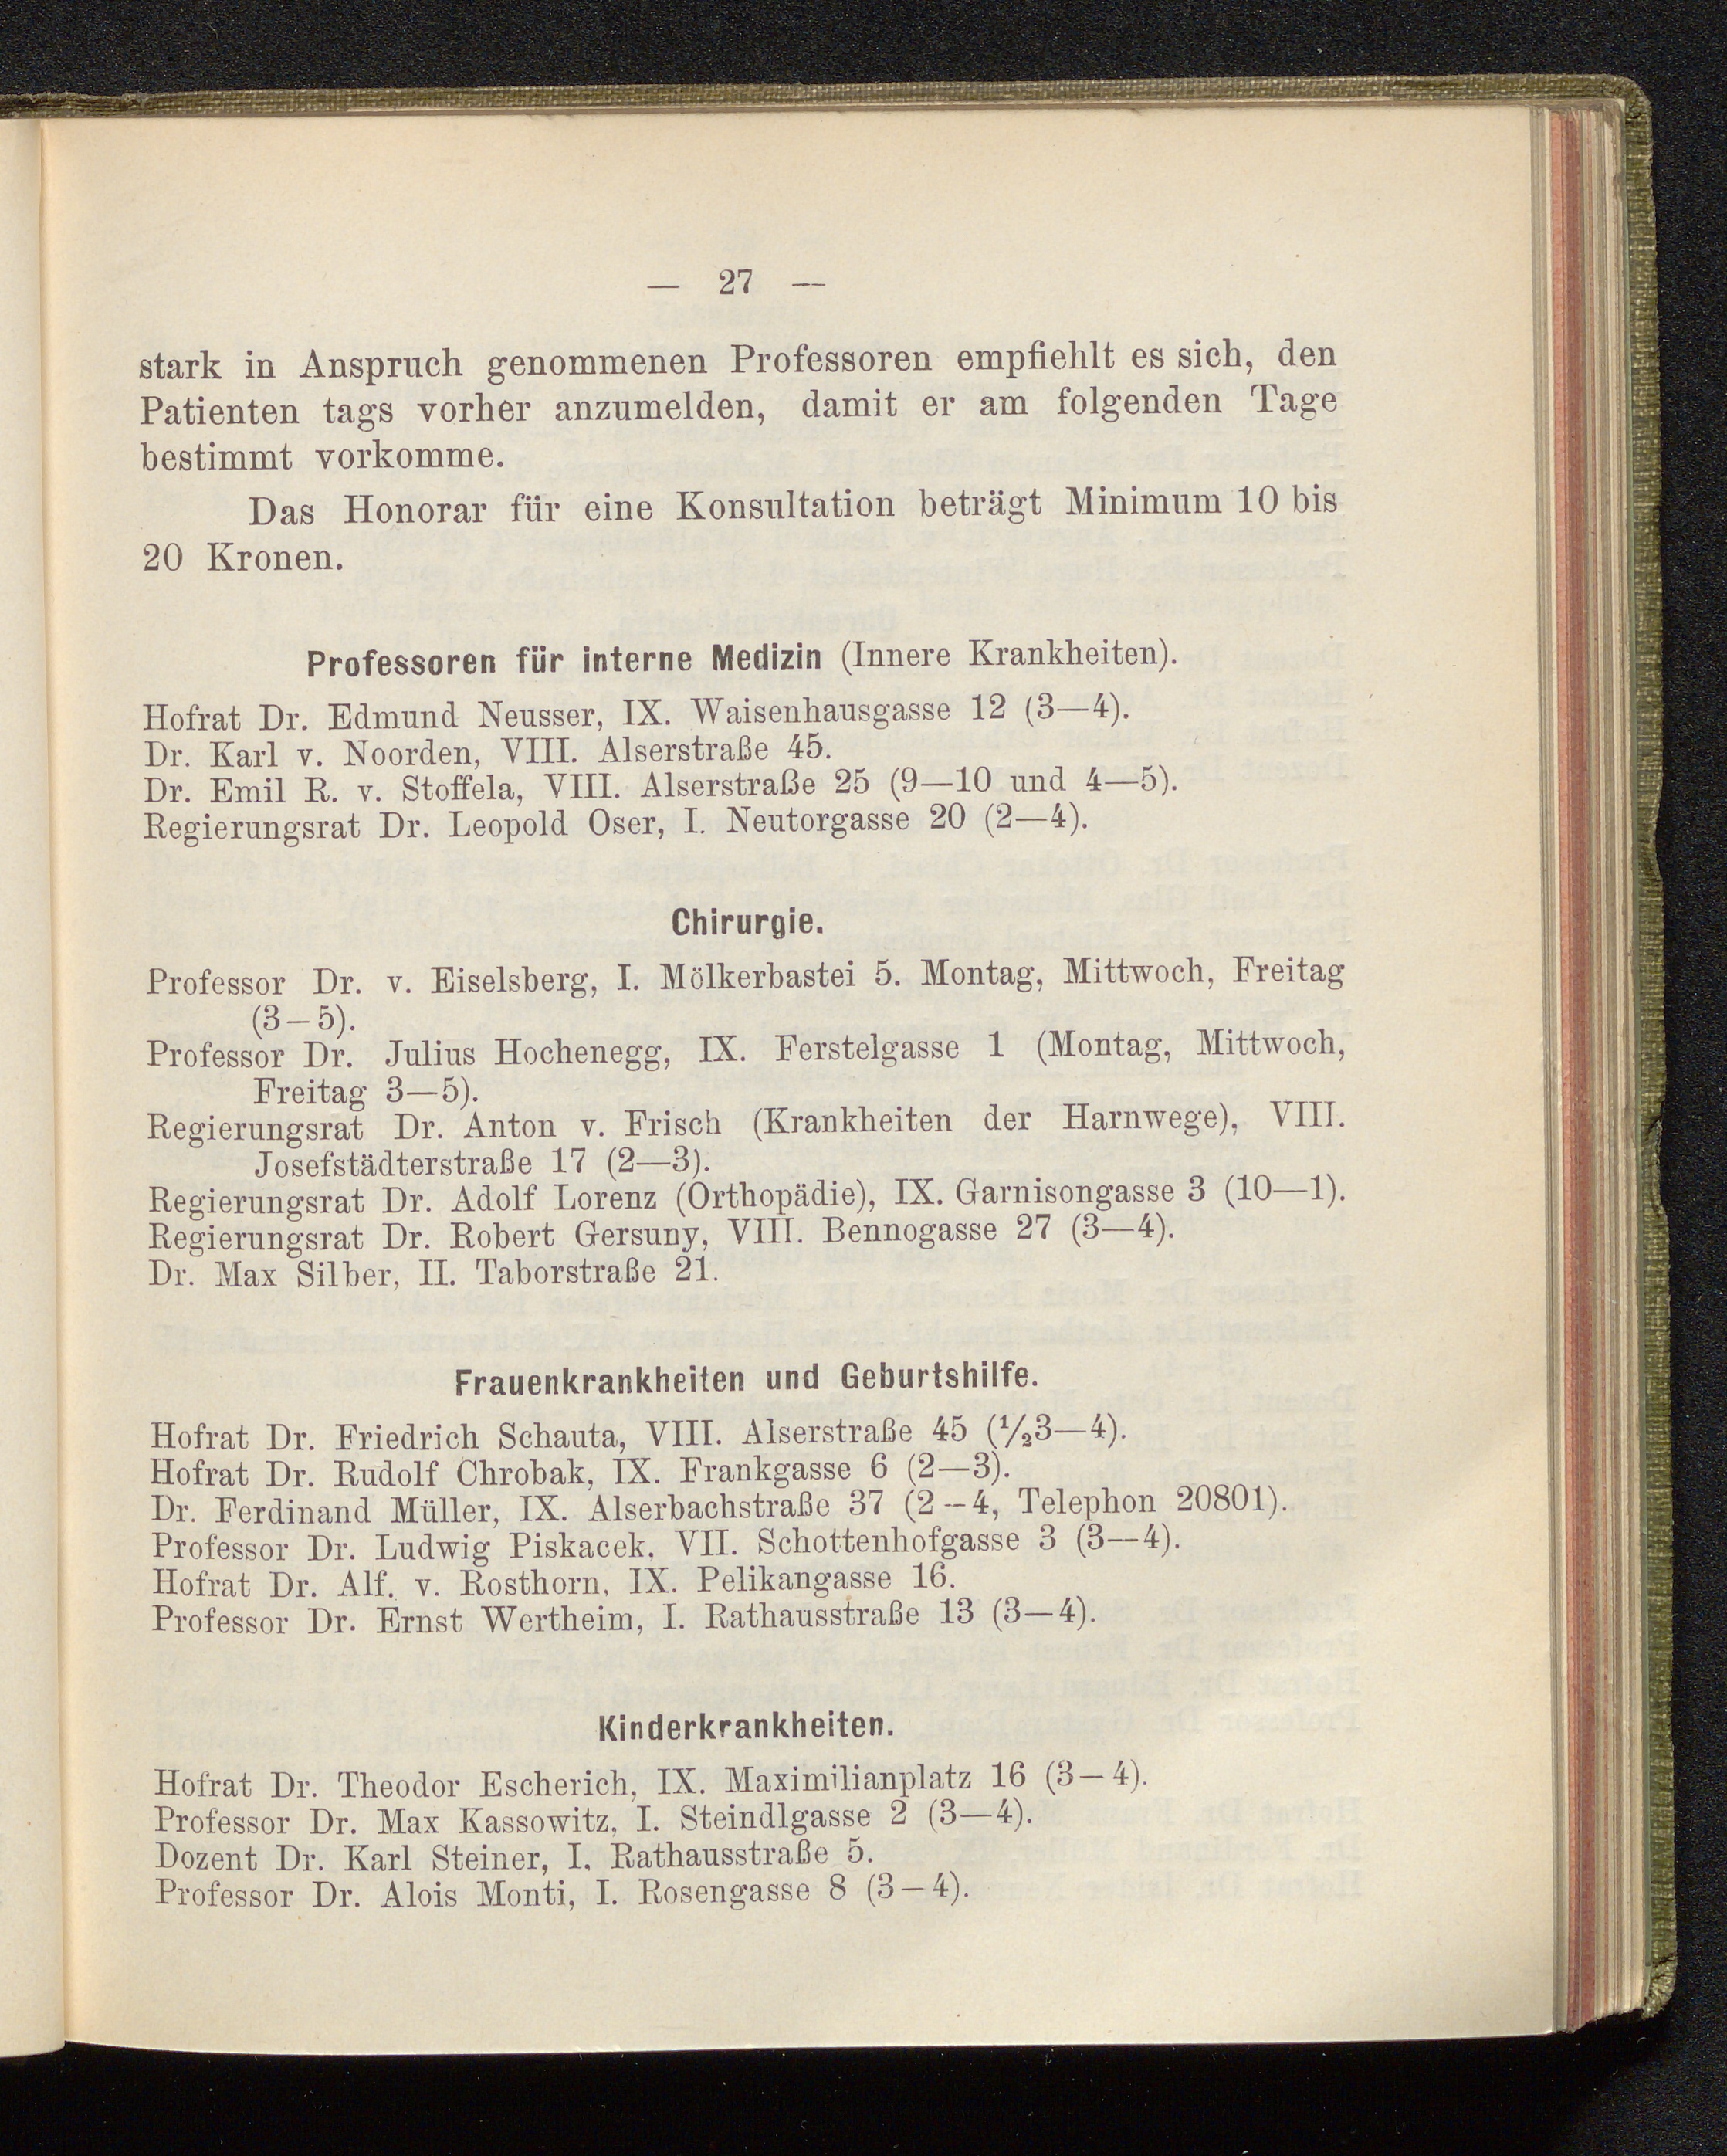 — 27 —
stark in Anspruch genommenen Professoren empfiehlt es sich, den
Patienten tags vorher anzumelden, damit er am folgenden Tage
bestimmt vorkomme.
Das Honorar für eine Konsultation beträgt Minimum 10 bis
20 Kronen.
Professoren für interne Medizin (Innere Krankheiten).
Hofrat Dr. Edmund Neusser, IX. Waisenhausgasse 12 (3—4).
Dr. Karl v. Noorden, VIII. Alserstraße 45.
Dr. Emil R. v. Stoffela, VIII. Alserstraße 25 (9—10 und 4—5).
Regierungsrat Dr. Leopold Oser, I. Neutorgasse 20 (2—4).
Chirurgie.
Professor Dr. v. Eiselsberg, I. Mölkerbastei 5. Montag, Mittwoch, Freitag
(3—5).
Professor Dr. Julius Hochenegg, IX. Ferstelgasse 1 (Montag, Mittwoch,
Freitag 3—5).
Regierungsrat Dr. Anton v. Frisch (Krankheiten der Harnwege), VIII.
Josefstädterstraße 17 (2—3).
Regierungsrat Dr. Adolf Lorenz (Orthopädie), IX. Garnisongasse 3 (10—1).
Regierungsrat Dr. Robert Gersuny, VIII. Bennogasse 27 (3—4).
Dr. Max Silber, II. Taborstraße 21.
Frauenkrankheiten und Geburtshilfe.
Hofrat Dr. Friedrich Schauta, VIII. Alserstraße 45 (½3—4).
Hofrat Dr. Rudolf Chrobak, IX. Frankgasse 6 (2—3).
Dr. Ferdinand Müller, IX. Alserbachstraße 37 (2—4, Telephon 20801).
Professor Dr. Ludwig Piskacek, VII. Schottenhofgasse 3 (3—4).
Hofrat Dr. Alf. v. Rosthorn, IX. Pelikangasse 16.
Professor Dr. Ernst Wertheim, I. Rathausstraße 13 (3—4).
Kinderkrankheiten.
Hofrat Dr. Theodor Escherich, IX. Maximilianplatz 16 (3—4).
Professor Dr. Max Kassowitz, I. Steindlgasse 2 (3—4).
Dozent Dr. Karl Steiner, I. Rathausstraße 5.
Professor Dr. Alois Monti, I. Rosengasse 8 (3—4).